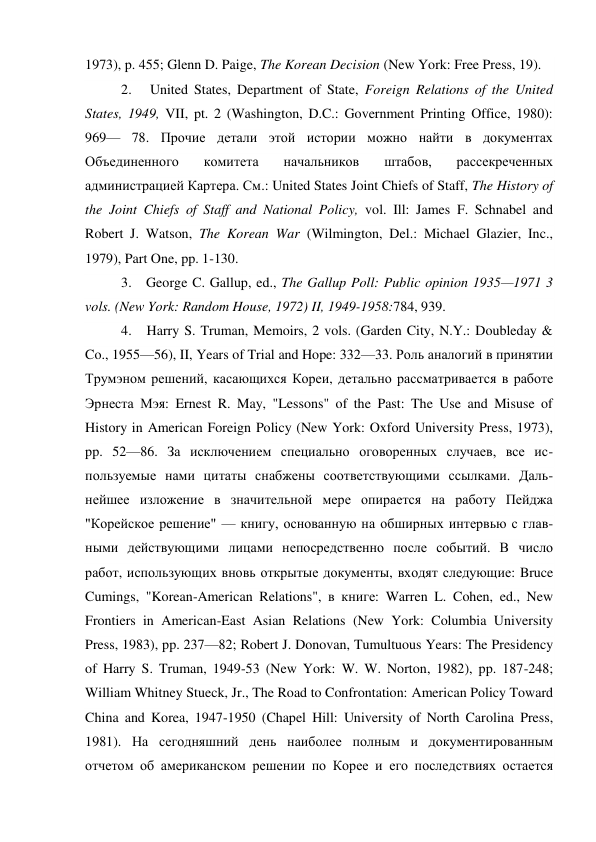 1973), p. 455; Glenn D. Paige, The Korean Decision (New York: Free Press, 19).
2. United States, Department of State, Foreign Relations of the United
States, 1949, VII, pt. 2 (Washington, D.C.: Government Printing Office, 1980):
969— 78. Прочие детали этой истории можно найти в документах
Объединенного комитета начальников штабов, рассекреченных
администрацией Картера. См.: United States Joint Chiefs of Staff, The History of
the Joint Chiefs of Staff and National Policy, vol. Ill: James F. Schnabel and
Robert J. Watson, The Korean War (Wilmington, Del.: Michael Glazier, Inc.,
1979), Part One, pp. 1-130.
3. George C. Gallup, ed., The Gallup Poll: Public opinion 1935—1971 3
vols. (New York: Random House, 1972) II, 1949-1958:784, 939.
4. Harry S. Truman, Memoirs, 2 vols. (Garden City, N.Y.: Doubleday &
Co., 1955—56), II, Years of Trial and Hope: 332—33. Роль аналогий в принятии
Трумэном решений, касающихся Кореи, детально рассматривается в работе
Эрнеста Мэя: Ernest R. May, "Lessons" of the Past: The Use and Misuse of
History in American Foreign Policy (New York: Oxford University Press, 1973),
pp. 52—86. За исключением специально оговоренных случаев, все ис-
пользуемые нами цитаты снабжены соответствующими ссылками. Даль-
нейшее изложение в значительной мере опирается на работу Пейджа
"Корейское решение" — книгу, основанную на обширных интервью с глав-
ными действующими лицами непосредственно после событий. В число
работ, использующих вновь открытые документы, входят следующие: Bruce
Cumings, "Korean-American Relations", в книге: Warren L. Cohen, ed., New
Frontiers in American-East Asian Relations (New York: Columbia University
Press, 1983), pp. 237—82; Robert J. Donovan, Tumultuous Years: The Presidency
of Harry S. Truman, 1949-53 (New York: W. W. Norton, 1982), pp. 187-248;
William Whitney Stueck, Jr., The Road to Confrontation: American Policy Toward
China and Korea, 1947-1950 (Chapel Hill: University of North Carolina Press,
1981). На сегодняшний день наиболее полным и документированным
отчетом об американском решении по Корее и его последствиях остается